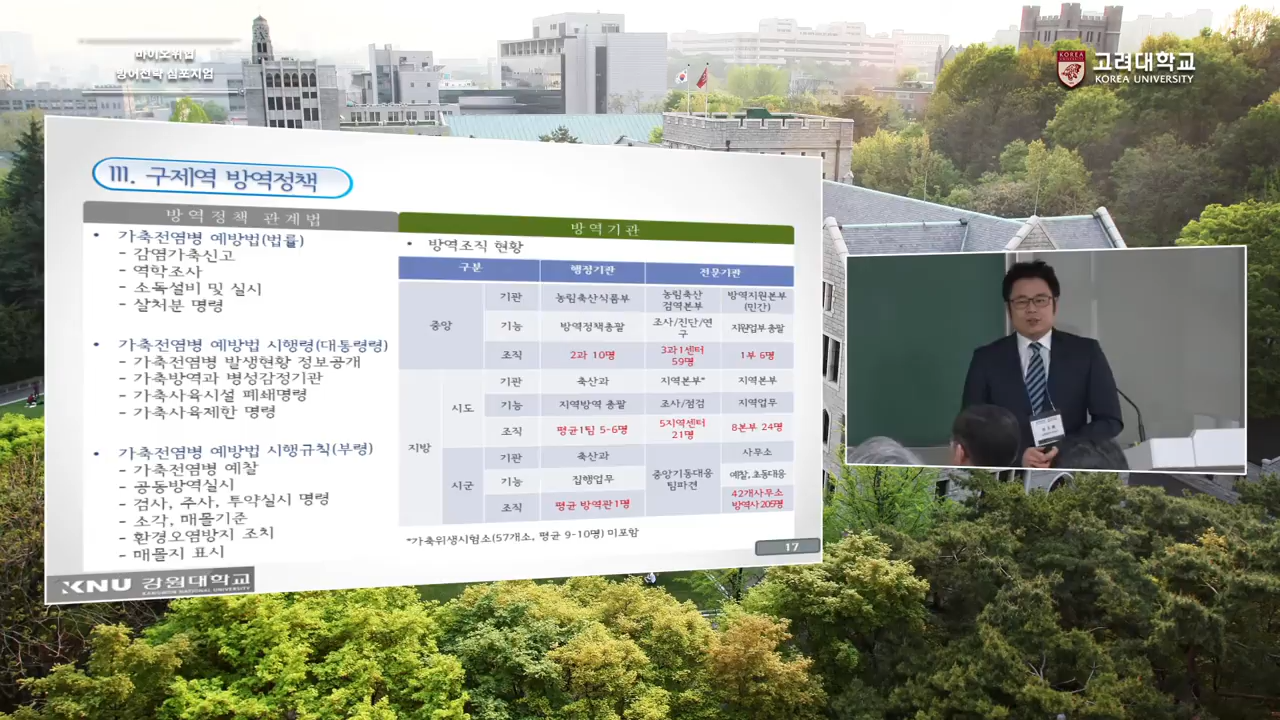 바이오위협
방어전략 심포지엄
KOREA
고려대학교
KOREA UNIVERSITY
III. 구제역 방역정책
방역정책 관계법
• 가축전염병 예방법(법률)
- 감염가축신고
- 역학조사
- 소독설비 및 실시
- 살처분 명령
• 가축전염병 예방법 시행령(대통령령)
- 가축전염병 발생현황 정보공개
- 가축방역과 병성감정기관
- 가축사육시설 폐쇄명령
- 가축사육제한 명령
• 가축전염병 예방법 시행규칙(부령)
- 가축전염병 예찰
- 공동방역실시
- 검사, 주사, 투약실시 명령
- 소각, 매몰기준
- 환경오염방지 조치
- 매몰지 표시
방역기관
• 방역조직 현황
구분 행정기관 전문기관
중앙 기관 농림축산식품부 농림축산 검역본부 방역지원본부 (민간)
기능 방역정책총괄 조사/진단/연구 지원업부 총괄
조직 2과 10명 3과1센터 59명 1부 6명
지방 시도 기관 축산과 지역본부* 지역본부
기능 지역방역 총괄 조사/점검 지역업무
조직 평균1팀 5-6명 5지역센터 21명 8본부 24명
시군 기관 축산과 중앙기동대응 팀파견 사무소
기능 집행업무 예찰, 초동대응
조직 평균 방역관1명 42개사무소 방역사 205명
*가축위생시험소(57개소, 평균 9-10명) 미포함
17
KNU 강원대학교
KANGWON NATIONAL UNIVERSITY